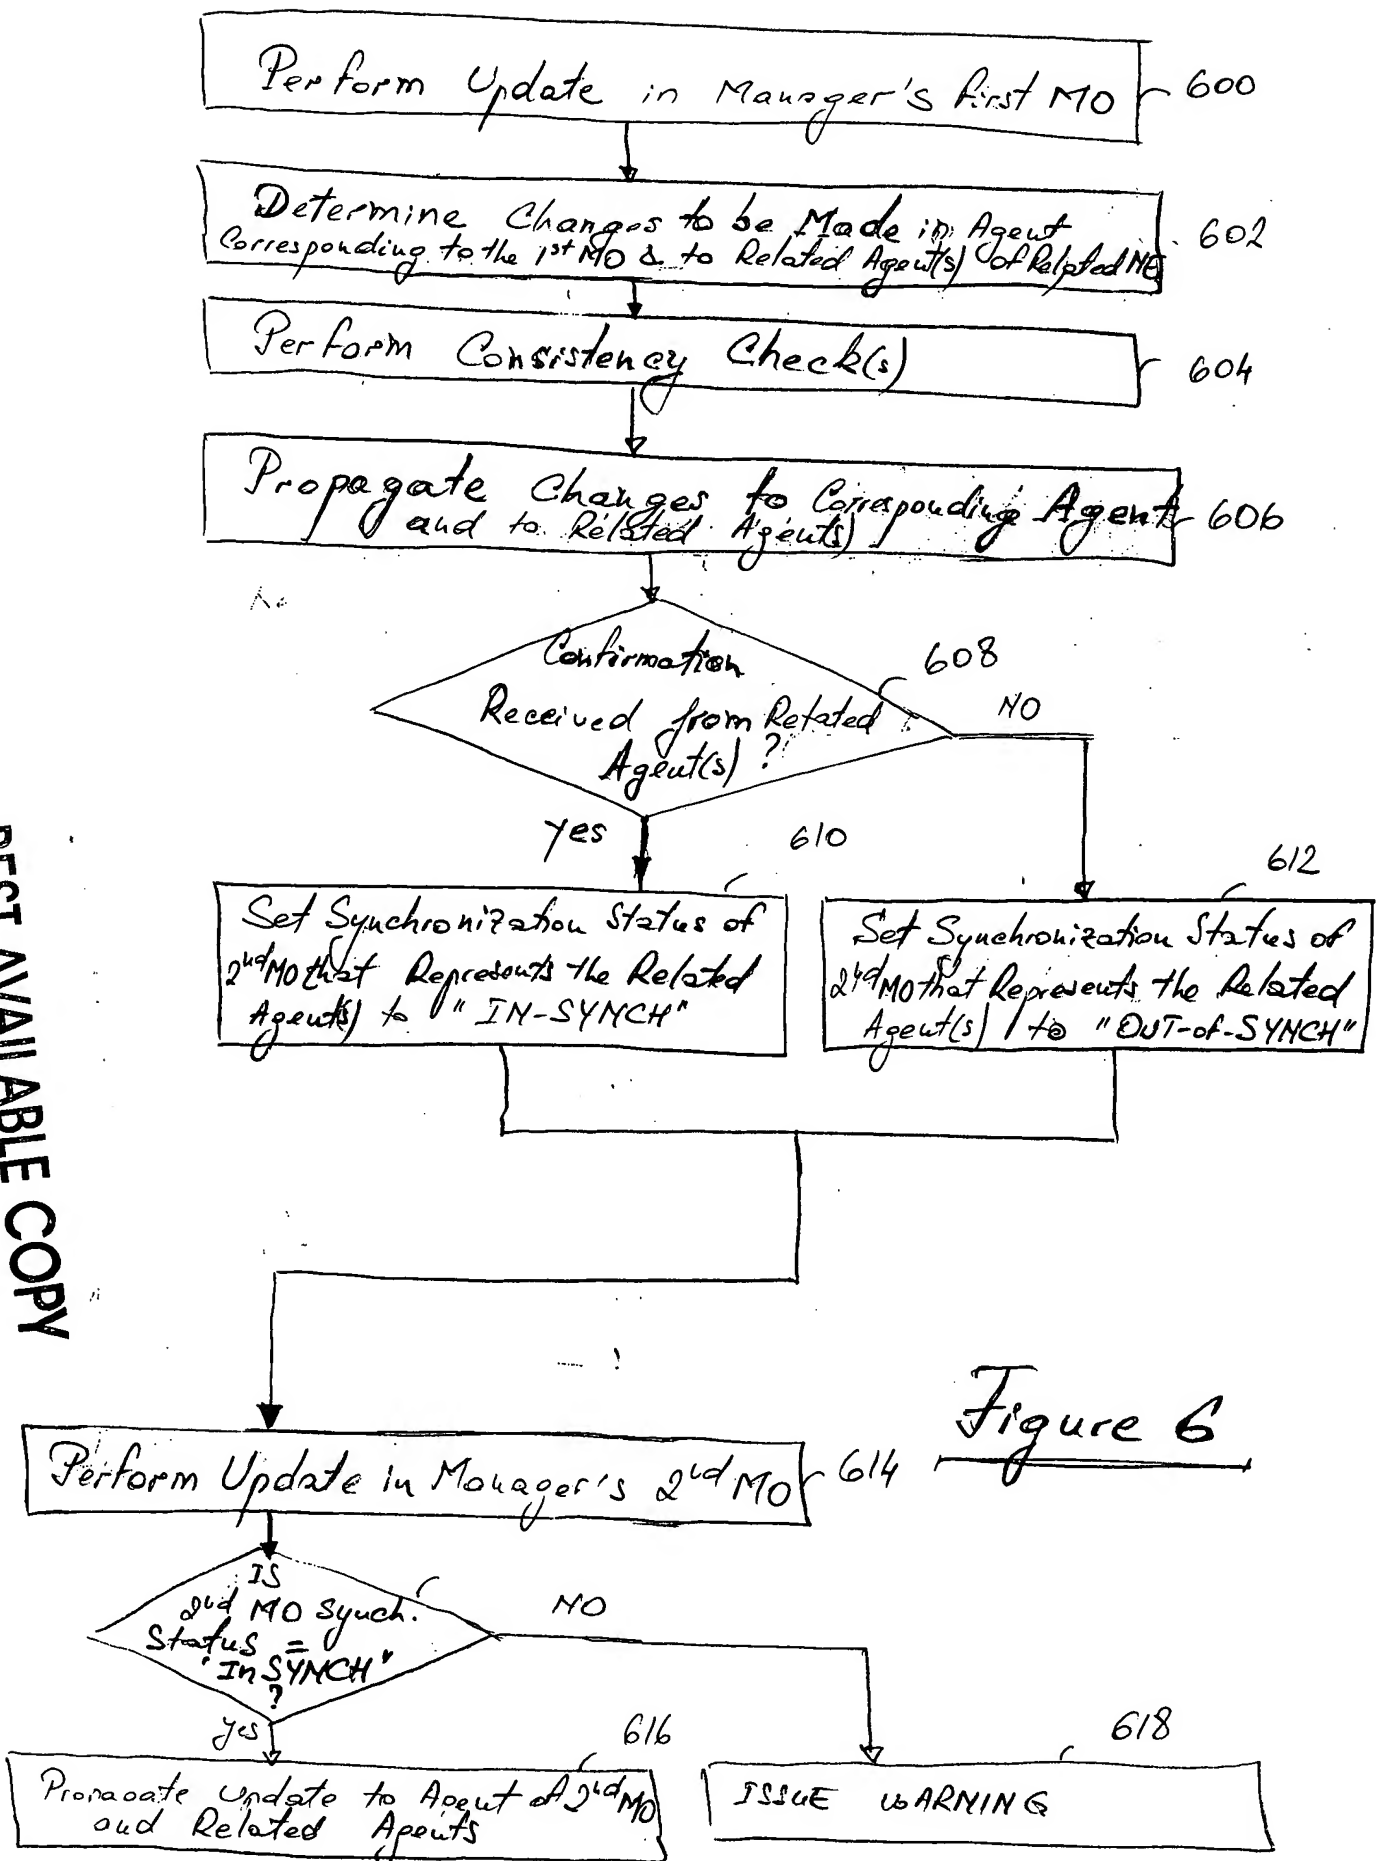 Perform Update in Manager's first MO
600
Determine Changes to be Made in Agent
Corresponding to the 1st MO & to Related Agent(s) of Related NE
602
Perform Consistency Check(s)
604
Propagate Changes to Corresponding Agent
and to Related Agent(s)
606
Confirmation
Received from Related
Agent(s) ?
608
NO
Yes
610
612
Set Synchronization Status of
2nd MO that Represents the Related
Agent(s) to "IN-SYNCH"
Set Synchronization Status of
2nd MO that Represents the Related
Agent(s) to "OUT-of-SYNCH"
BEST AVAILABLE COPY
Figure 6
Perform Update in Manager's 2nd MO
614
IS
2nd MO Synch.
Status =
"In SYNCH"
?
NO
yes
616
618
Propagate Update to Agent of 2nd MO
and Related Agents
ISSUE WARNING